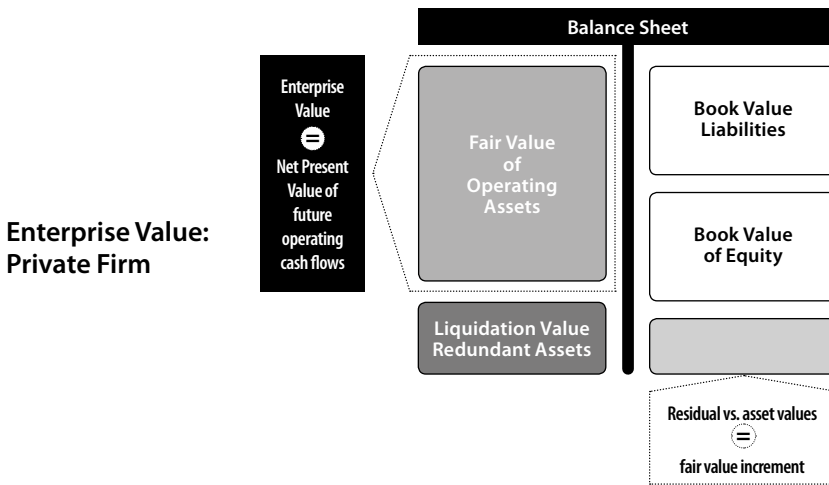 Balance Sheet
Enterprise
Value
=
Net Present
Value of
future
operating
cash flows
Fair Value
of
Operating
Assets
Book Value
Liabilities
Enterprise Value:
Private Firm
Book Value
of Equity
Liquidation Value
Redundant Assets
Residual vs. asset values
=
fair value increment